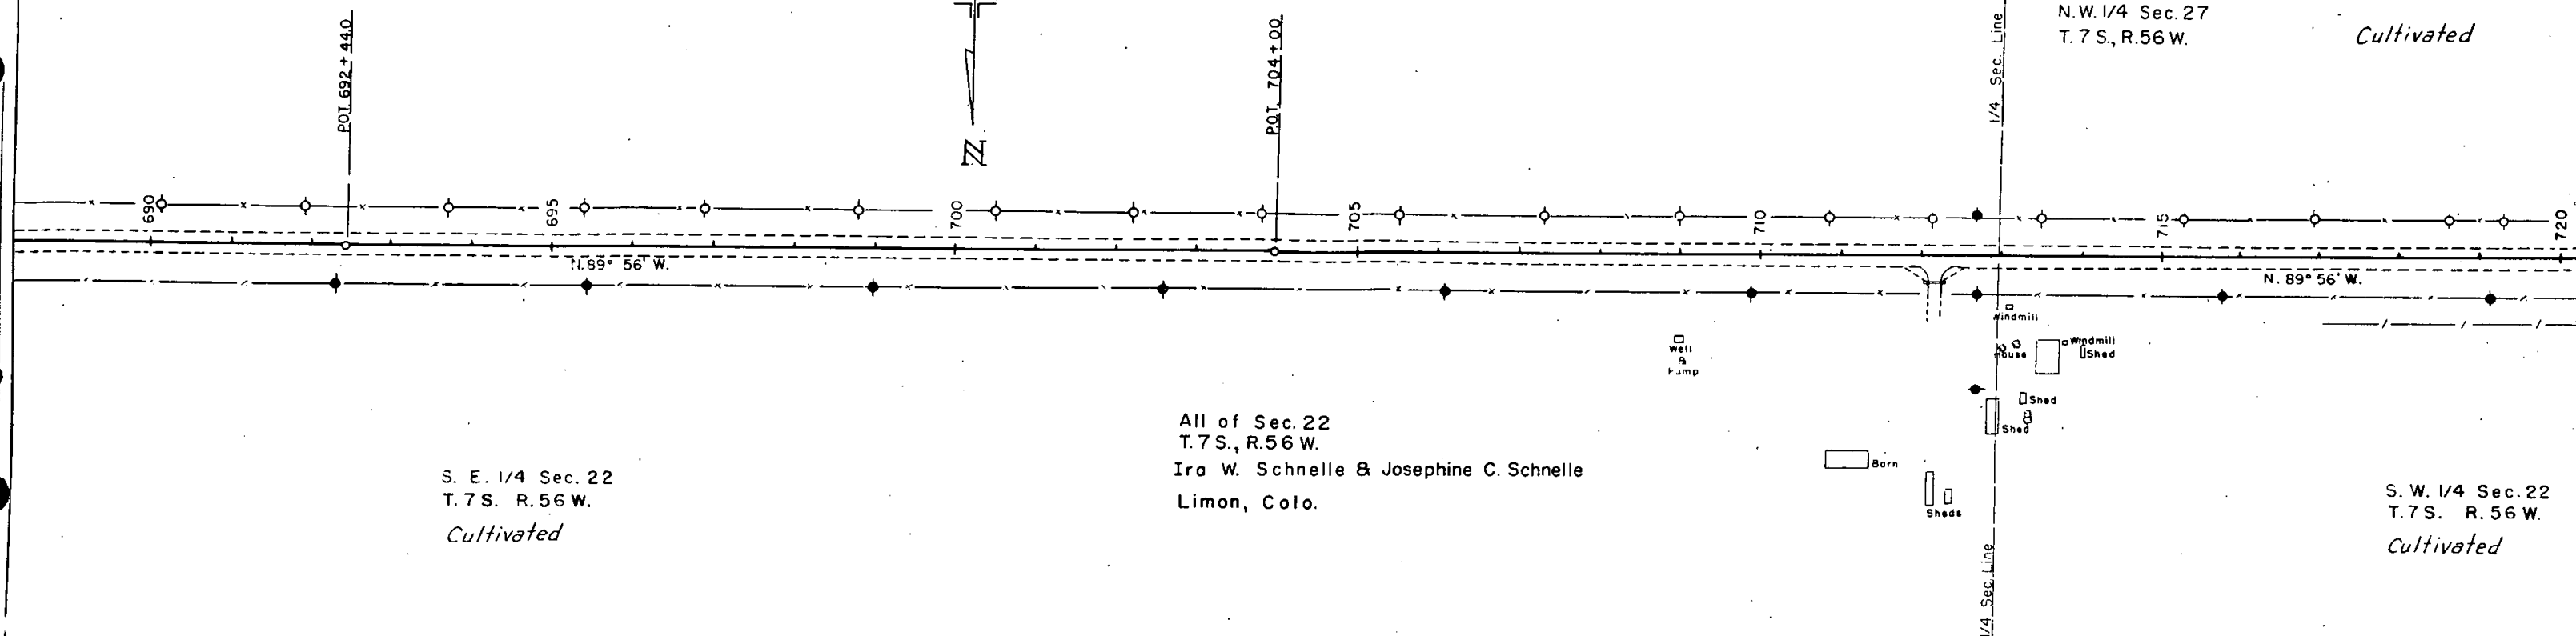 POT 692 + 44.0
N
POT 704 + 00
1/4 Sec. Line
N.W. 1/4 Sec. 27
T. 7 S., R. 56 W.
Cultivated
690
695
700
705
710
715
720
N. 89° 56' W.
N. 89° 56' W.
Windmill
Well
&
Pump
House
Windmill
Shed
Shed
Shed
Barn
Sheds
All of Sec. 22
T. 7 S., R. 56 W.
Ira W. Schnelle & Josephine C. Schnelle
Limon, Colo.
S. E. 1/4 Sec. 22
T. 7 S. R. 56 W.
Cultivated
S. W. 1/4 Sec. 22
T. 7 S. R. 56 W.
Cultivated
1/4 Sec. Line